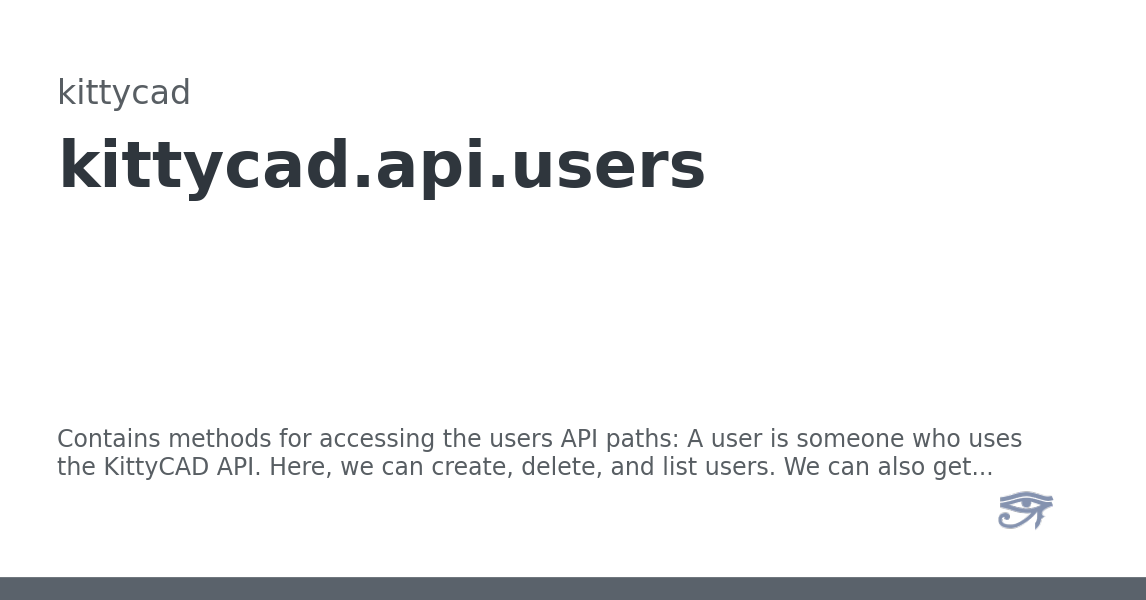 kittycad
kittycad.api.users
Contains methods for accessing the users API paths: A user is someone who uses
the KittyCAD API. Here, we can create, delete, and list users. We can also get...